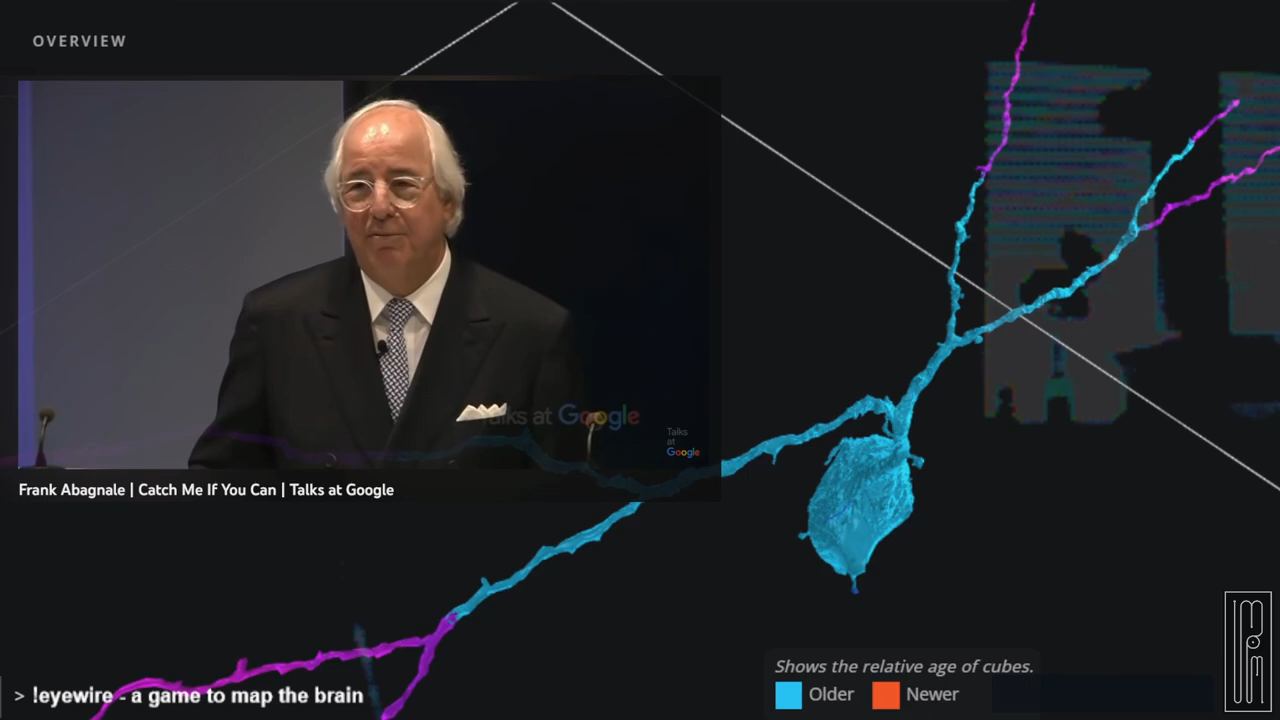 OVERVIEW
Talks at Google
Talks
at
Google
Frank Abagnale | Catch Me If You Can | Talks at Google
Shows the relative age of cubes.
Older
Newer
> !eyewire - a game to map the brain